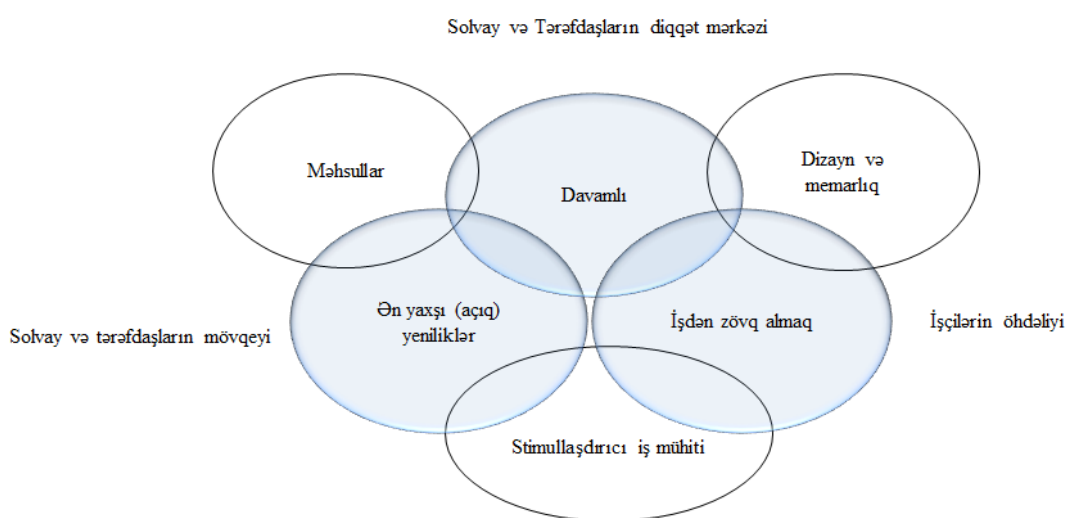 Solvay və Tərəfdaşların diqqət mərkəzi
Məhsullar
Davamlı
Dizayn və
memarlıq
Ən yaxşı (açıq)
yeniliklər
İşdən zövq almaq
Solvay və tərəfdaşların mövqeyi
İşçilərin öhdəliyi
Stimullaşdırıcı iş mühiti